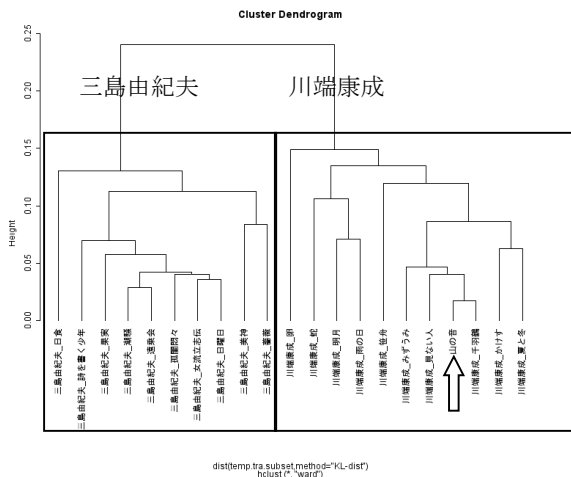 Cluster Dendrogram
三島由紀夫
川端康成
Height
0.00
0.05
0.10
0.15
0.20
0.25
三島由紀夫_日食
三島由紀夫_詩を書く少年
三島由紀夫_果実
三島由紀夫_潮騒
三島由紀夫_遠乗会
三島由紀夫_孤閨悶々
三島由紀夫_女流立志伝
三島由紀夫_日曜日
三島由紀夫_美神
三島由紀夫_薔薇
川端康成_卵
川端康成_蛇
川端康成_明月
川端康成_雨の日
川端康成_笹舟
川端康成_みずうみ
川端康成_見ない人
山の音
川端康成_千羽鶴
川端康成_かけす
川端康成_夏と冬
dist(temp.tra.subset,method="KL-dist")
hclust (*, "ward")